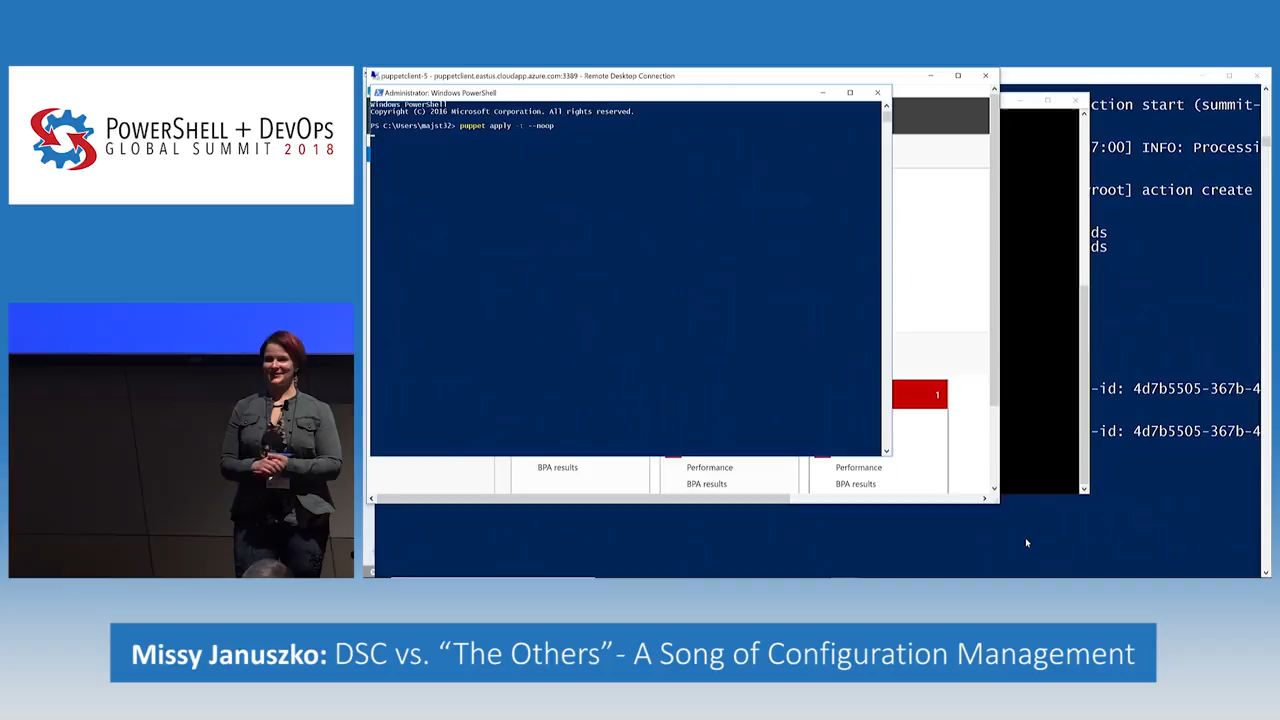 POWERSHELL + DEVOPS
GLOBAL SUMMIT 2018
puppetclient-5 - puppetclient.eastus.cloudapp.azure.com:3389 - Remote Desktop Connection
Administrator: Windows PowerShell
Windows PowerShell
Copyright (C) 2016 Microsoft Corporation. All rights reserved.
PS C:\Users\majst32> puppet apply -t --noop
ction start (summit-
7:00] INFO: Processi
root] action create
ds
ds
-id: 4d7b5505-367b-4
1
-id: 4d7b5505-367b-4
BPA results
Performance
BPA results
Performance
BPA results
Missy Januszko: DSC vs. “The Others”- A Song of Configuration Management